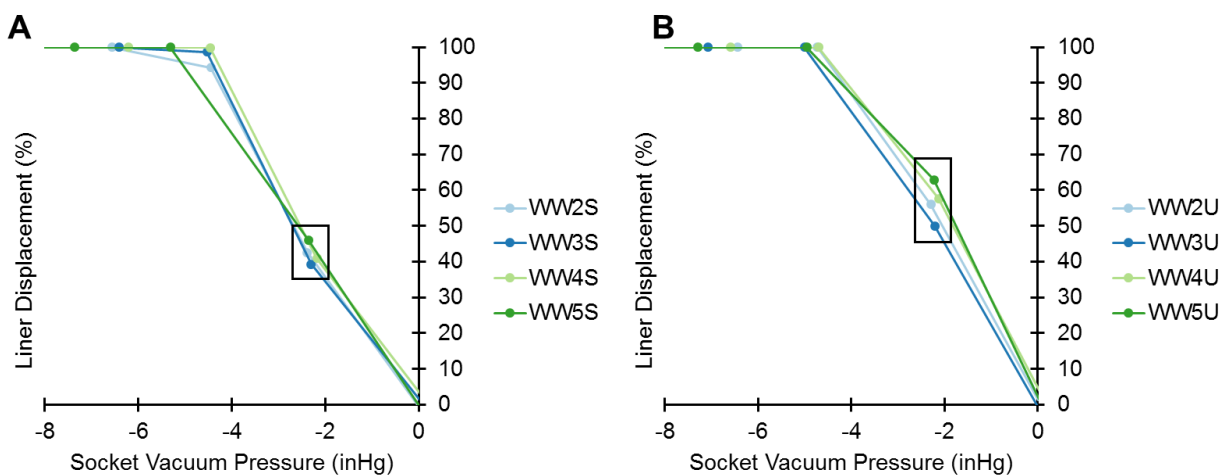 A
100
90
80
70
60
50
40
30
20
10
0
Liner Displacement (%)
-8 -6 -4 -2 0
Socket Vacuum Pressure (inHg)
WW2S
WW3S
WW4S
WW5S
B
100
90
80
70
60
50
40
30
20
10
0
Liner Displacement (%)
-8 -6 -4 -2 0
Socket Vacuum Pressure (inHg)
WW2U
WW3U
WW4U
WW5U